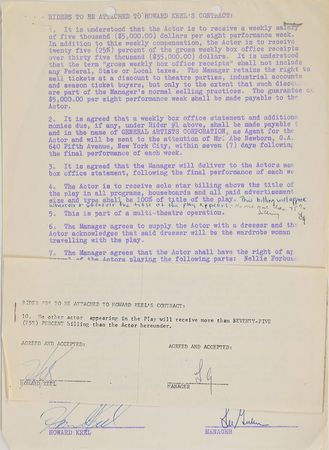 RIDERS TO BE ATTACHED TO HOWARD KEEL'S CONTRACT:
1. It is understood that the Actor is to receive a weekly salary
of five thousand ($5,000.00) dollars per eight performance week.
In addition to this weekly compensation, the Actor is to receive
twenty five (25%) percent of the gross weekly box office receipts
over thirty five thousand ($35,000.00) dollars. It is understood
that the term "gross weekly box office receipts" shall not include
any Federal, State or Local taxes. The Manager retains the right to
sell tickets at a discount to theatre parties, industrial accounts
and season ticket buyers, but only to the extent that such
are part of the Manager's normal selling practices. The guarantee
$5,000.00 per eight performance week shall be made payable to the
Actor.
2. It is agreed that a weekly box office statement and additional
monies due, if any, under Rider #1 above, shall be made payable
and in the name of GENERAL ARTISTS CORPORATION, as Agent for the
Actor and will be sent to the attention of Mr. Abe Newborn, G.A.
640 Fifth Avenue, New York City, within seven (7) days following
the final performance of each week.
3. It is agreed that the Manager will deliver to the Actors
box office statement, following the final performance of each
4. The Actor is to receive sole star billing above the title of
the play in all programs, houseboards and all paid advertisement
size and type shall be 100% of title of the play. This billing will appear
wherever & whenever the title of the play appears.
billing
5. This is part of a multi-theatre operation.
6. The Manager agrees to supply the Actor with a dresser and the
Actor acknowledges that said dresser will be the wardrobe woman
travelling with the play.
7. The Manager agrees that the Actor shall have the right of
of the Actors playing the following parts: Nellie
RIDER "B" TO BE ATTACHED TO HOWARD KEEL'S CONTRACT:
10. No other actor appearing in the Play will receive more than SEVENTY-FIVE
(75%) PERCENT billing than the Actor hereunder.
AGREED AND ACCEPTED: AGREED AND ACCEPTED:
HOWARD KEEL MANAGER
HOWARD KEEL MANAGER